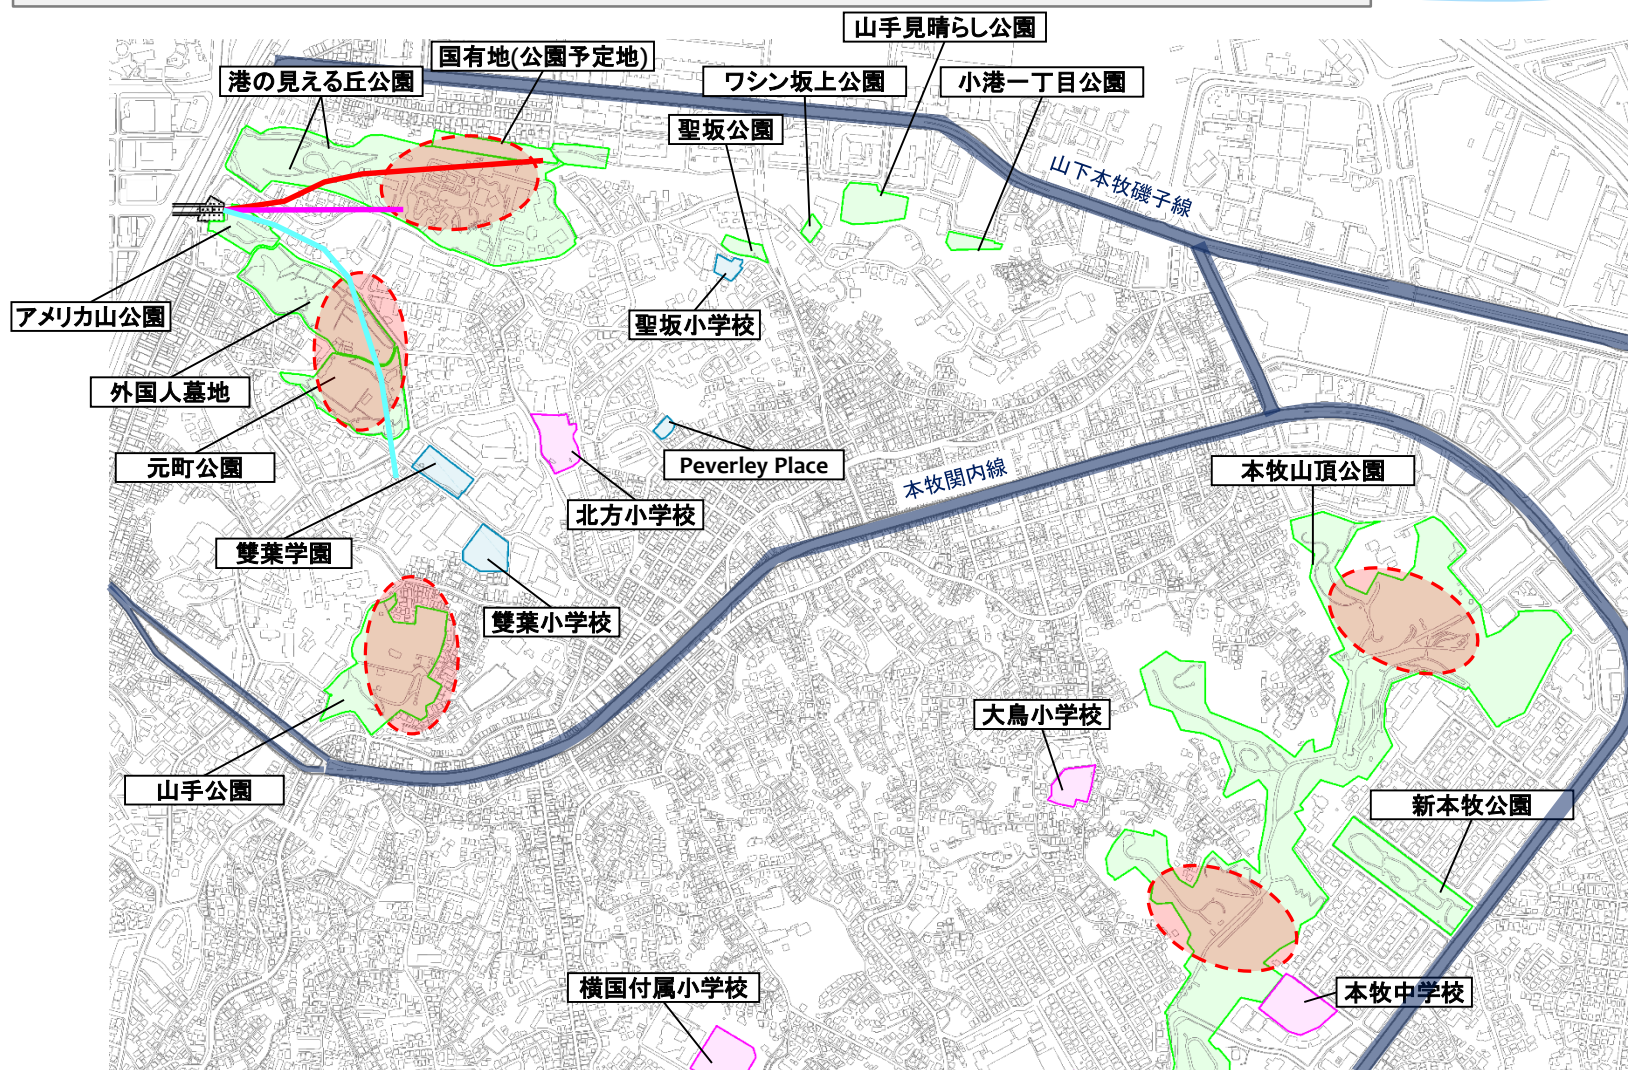 山手見晴らし公園
国有地(公園予定地)
港の見える丘公園
ワシン坂上公園
小港一丁目公園
聖坂公園
山下本牧磯子線
アメリカ山公園
聖坂小学校
外国人墓地
元町公園
Peverley Place
本牧関内線
本牧山頂公園
北方小学校
雙葉学園
雙葉小学校
大鳥小学校
山手公園
新本牧公園
横国付属小学校
本牧中学校